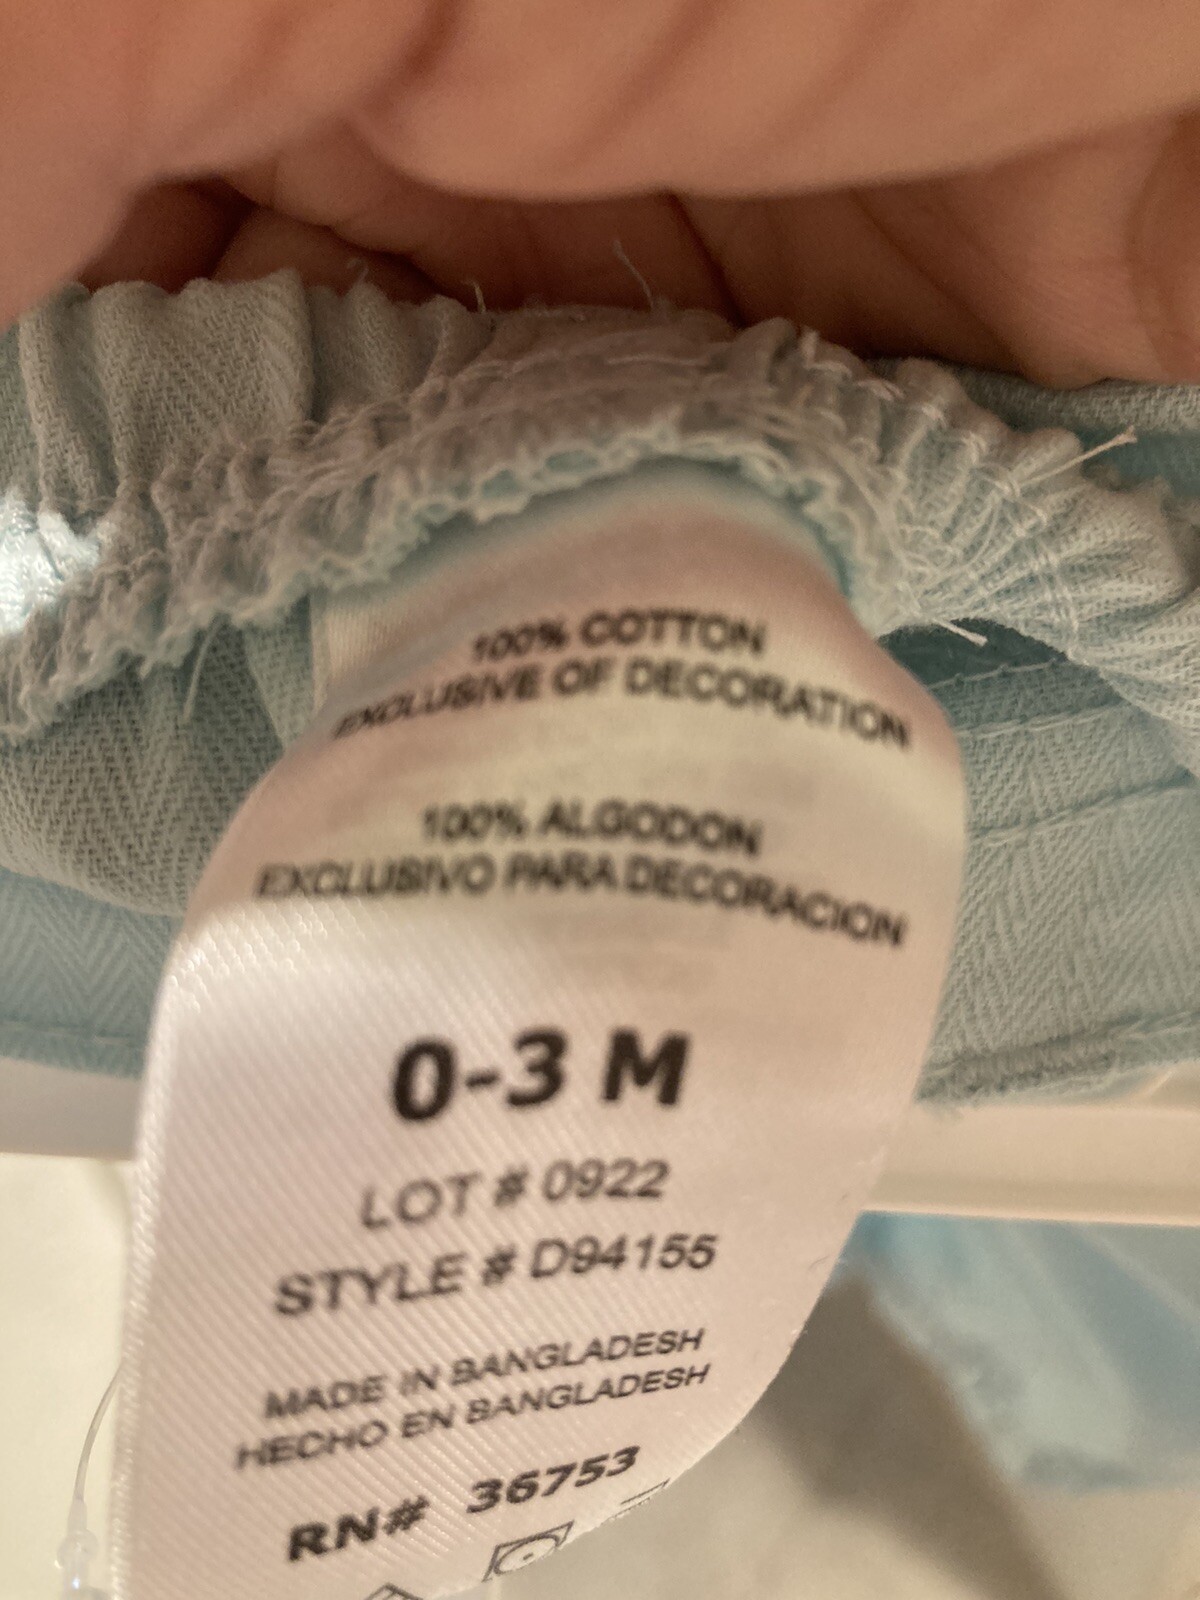 100% COTTON
EXCLUSIVE OF DECORATION
100% ALGODON
EXCLUSIVO PARA DECORACION
0-3 M
LOT # 0922
STYLE # D94155
MADE IN BANGLADESH
HECHO EN BANGLADESH
RN# 36753